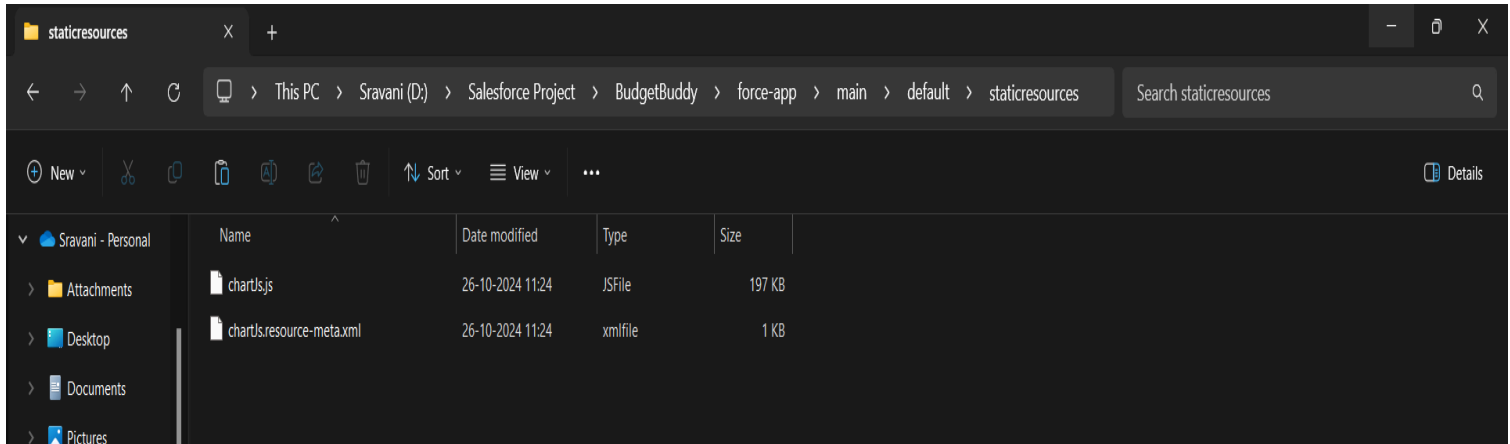 staticresources
This PC > Sravani (D:) > Salesforce Project > BudgetBuddy > force-app > main > default > staticresources
Search staticresources
New
Sort
View
Details
Sravani - Personal
Name
Date modified
Type
Size
Attachments
chartJs.js
26-10-2024 11:24
JSFile
197 KB
Desktop
chartJs.resource-meta.xml
26-10-2024 11:24
xmlfile
1 KB
Documents
Pictures